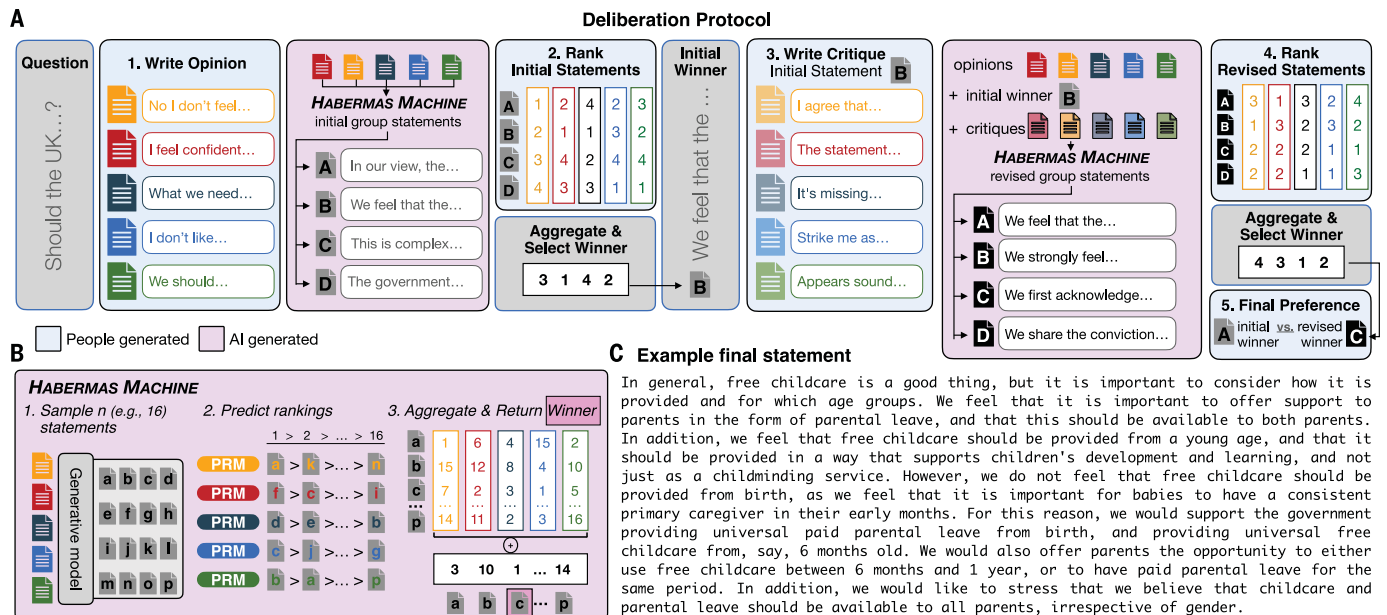 A
Deliberation Protocol
Question
Should the UK...?
1. Write Opinion
No I don't feel...
I feel confident...
What we need...
I don't like...
We should...
HABERMAS MACHINE
initial group statements
A In our view, the...
B We feel that the...
C This is complex...
D The government...
2. Rank
Initial Statements
A 1 2 4 2 3
B 2 1 1 3 2
C 3 4 2 4 4
D 4 3 3 1 1
Aggregate &
Select Winner
3 1 4 2
Initial
Winner
We feel that the ...
B
3. Write Critique
Initial Statement B
I agree that...
The statement...
It's missing...
Strike me as...
Appears sound...
opinions
+ initial winner B
+ critiques
HABERMAS MACHINE
revised group statements
A We feel that the...
B We strongly feel...
C We first acknowledge...
D We share the conviction...
4. Rank
Revised Statements
A 3 1 3 2 4
B 1 3 2 3 2
C 2 2 2 1 1
D 2 2 1 1 3
Aggregate &
Select Winner
4 3 1 2
5. Final Preference
A initial vs. revised C
winner winner
People generated
AI generated
B
HABERMAS MACHINE
1. Sample n (e.g., 16)
statements
Generative model
a b c d
e f g h
i j k l
m n o p
2. Predict rankings
1 > 2 > ... > 16
PRM a > k >... > n
PRM f > c >... > i
PRM d > e >... > b
PRM c > j >... > g
PRM b > a >... > p
3. Aggregate & Return Winner
a 1 6 4 15 2
b 15 12 8 4 10
c 7 2 3 1 5
... ... ... ... ... ...
p 14 11 2 3 16
+
3 10 1 ... 14
a b c ... p
C Example final statement
In general, free childcare is a good thing, but it is important to consider how it is
provided and for which age groups. We feel that it is important to offer support to
parents in the form of parental leave, and that this should be available to both parents.
In addition, we feel that free childcare should be provided from a young age, and that it
should be provided in a way that supports children's development and learning, and not
just as a childminding service. However, we do not feel that free childcare should be
provided from birth, as we feel that it is important for babies to have a consistent
primary caregiver in their early months. For this reason, we would support the government
providing universal paid parental leave from birth, and providing universal free
childcare from, say, 6 months old. We would also offer parents the opportunity to either
use free childcare between 6 months and 1 year, or to have paid parental leave for the
same period. In addition, we would like to stress that we believe that childcare and
parental leave should be available to all parents, irrespective of gender.